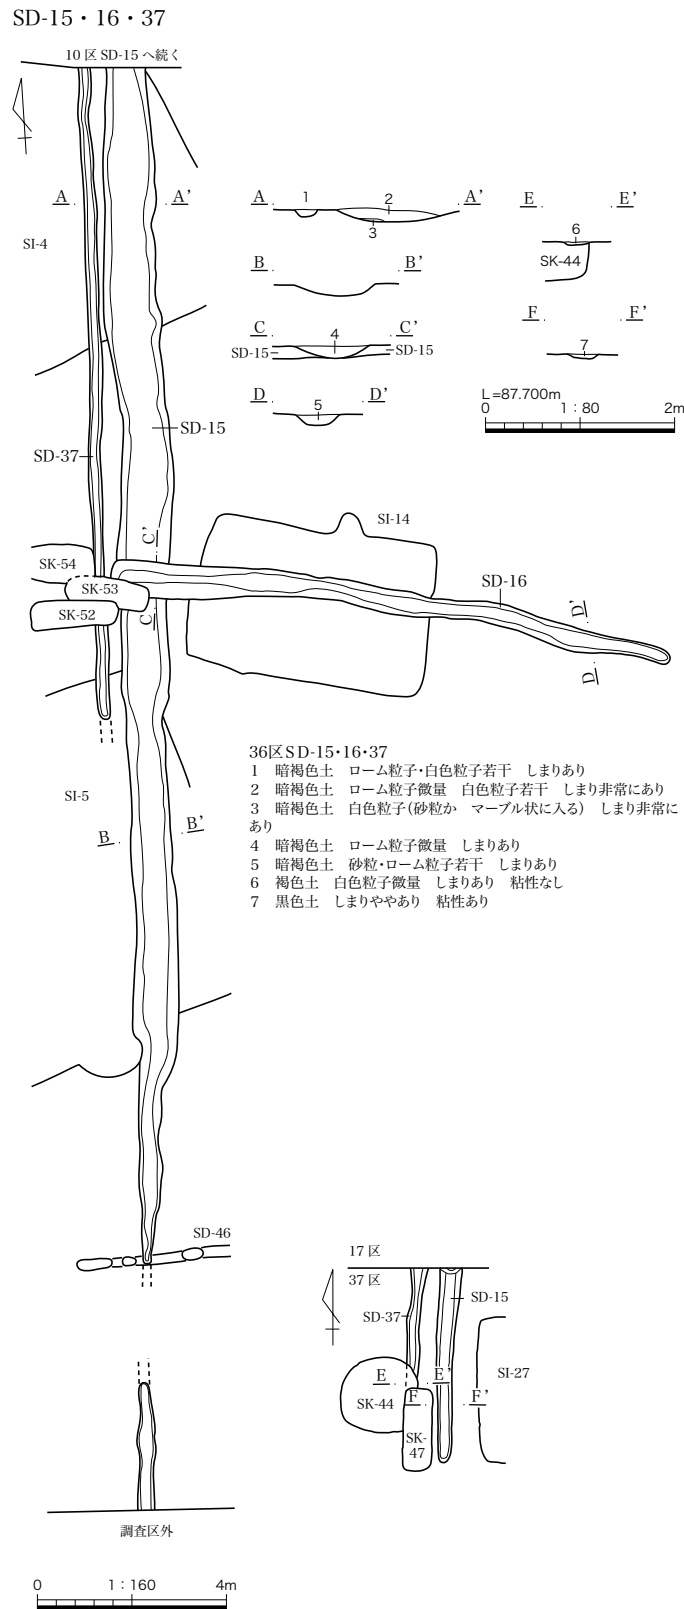 SD-15・16・37
10 区 SD-15 へ続く
A
A’
SI-4
A
1
2
3
A’
E
E’
6
SK-44
B
B’
C
4
C’
SD-15
SD-15
F
F’
7
D
5
D’
L=87.700m
0
1：80
2m
SD-15
SD-37
C’
SI-14
SK-54
SK-53
SK-52
C
SD-16
D’
D
SI-5
B
B’
36区SD-15・16・37
1　暗褐色土　ローム粒子・白色粒子若干　しまりあり
2　暗褐色土　ローム粒子微量　白色粒子若干　しまり非常にあり
3　暗褐色土　白色粒子（砂粒か　マーブル状に入る）　しまり非常に
あり
4　暗褐色土　ローム粒子微量　しまりあり
5　暗褐色土　砂粒・ローム粒子若干　しまりあり
6　褐色土　白色粒子微量　しまりあり　粘性なし
7　黒色土　しまりややあり　粘性あり
SD-46
17 区
37 区
SD-37
SD-15
SI-27
E
E’
SK-44
F
F’
SK-
47
調査区外
0
1：160
4m